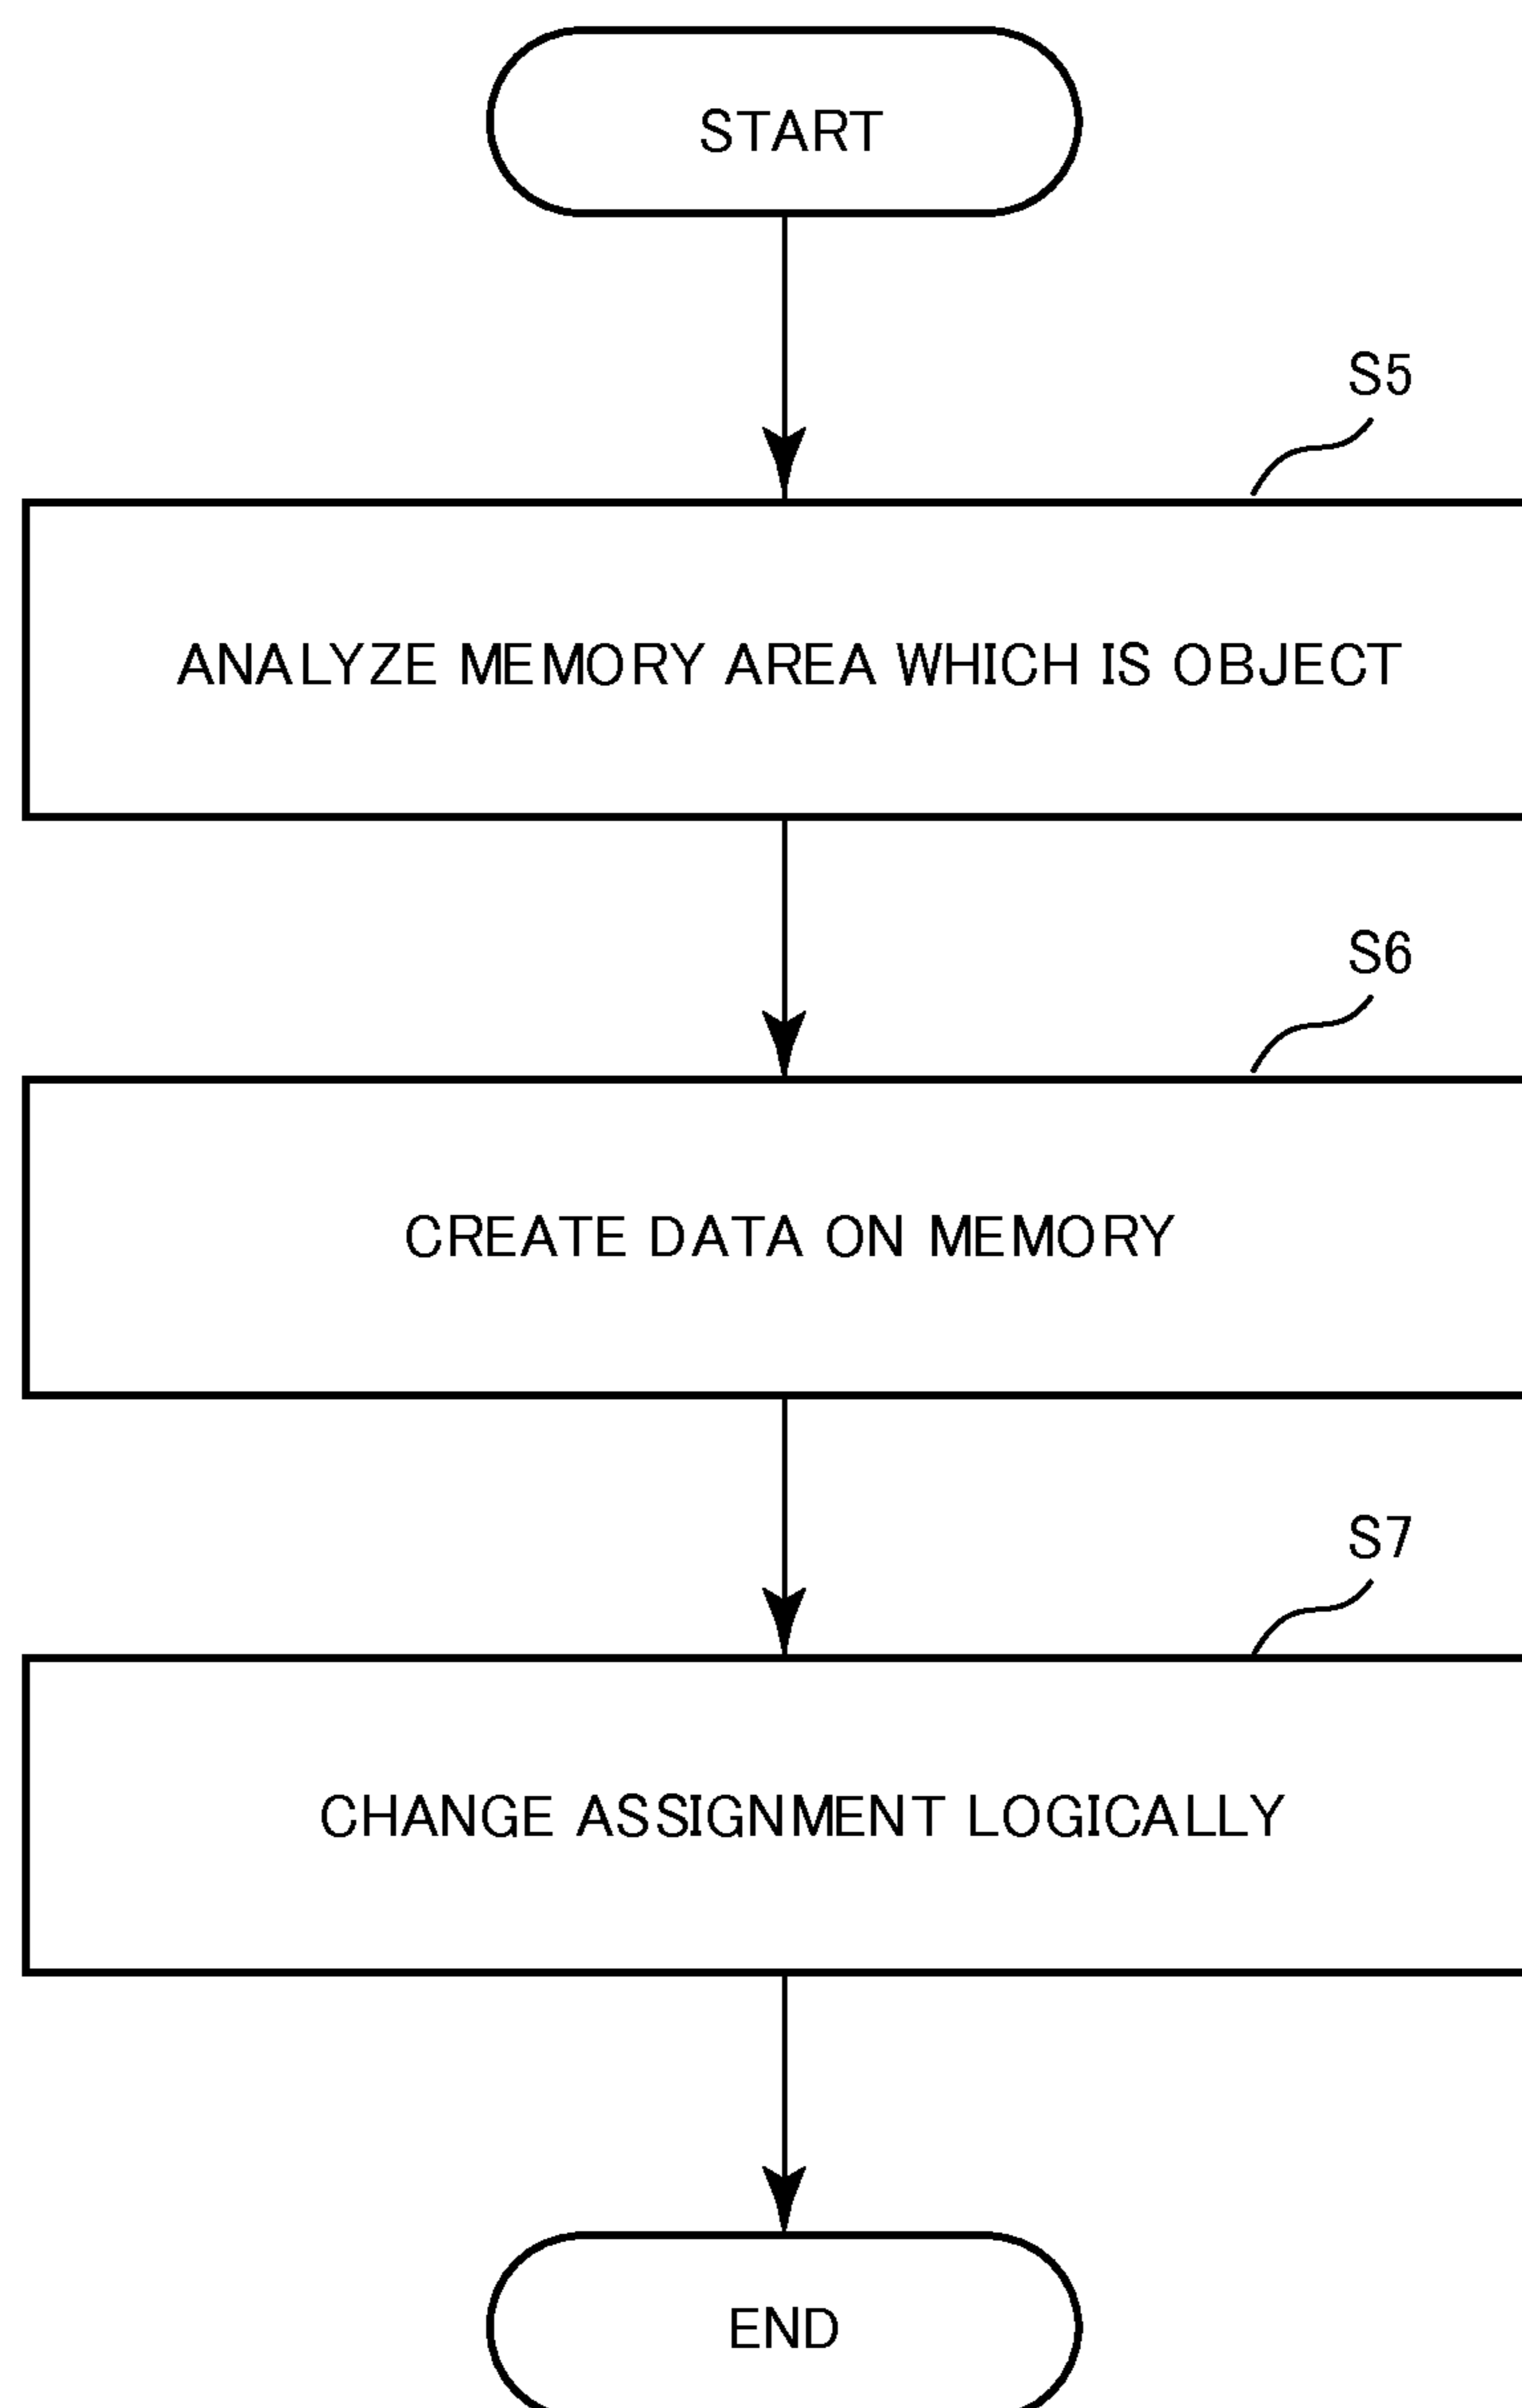 START
S5
ANALYZE MEMORY AREA WHICH IS OBJECT
S6
CREATE DATA ON MEMORY
S7
CHANGE ASSIGNMENT LOGICALLY
END